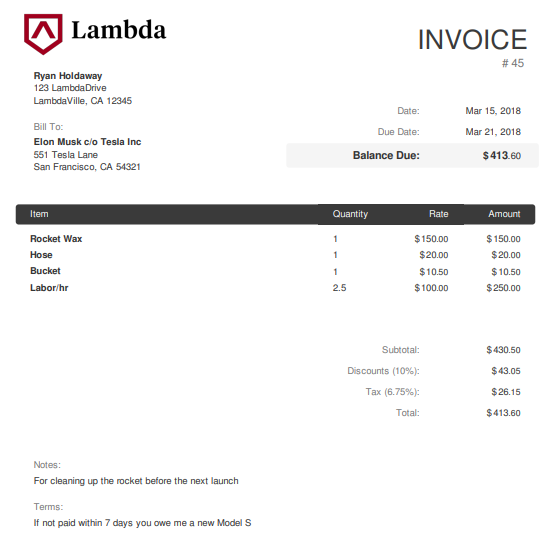 Lambda
INVOICE
# 45
Ryan Holdaway
123 LambdaDrive
LambdaVille, CA 12345
Date: Mar 15, 2018
Bill To:
Due Date: Mar 21, 2018
Elon Musk c/o Tesla Inc
551 Tesla Lane
San Francisco, CA 54321
Balance Due: $413.60
Item Quantity Rate Amount
Rocket Wax 1 $150.00 $150.00
Hose 1 $20.00 $20.00
Bucket 1 $10.50 $10.50
Labor/hr 2.5 $100.00 $250.00
Subtotal: $430.50
Discounts (10%): $43.05
Tax (6.75%): $26.15
Total: $413.60
Notes:
For cleaning up the rocket before the next launch
Terms:
If not paid within 7 days you owe me a new Model S